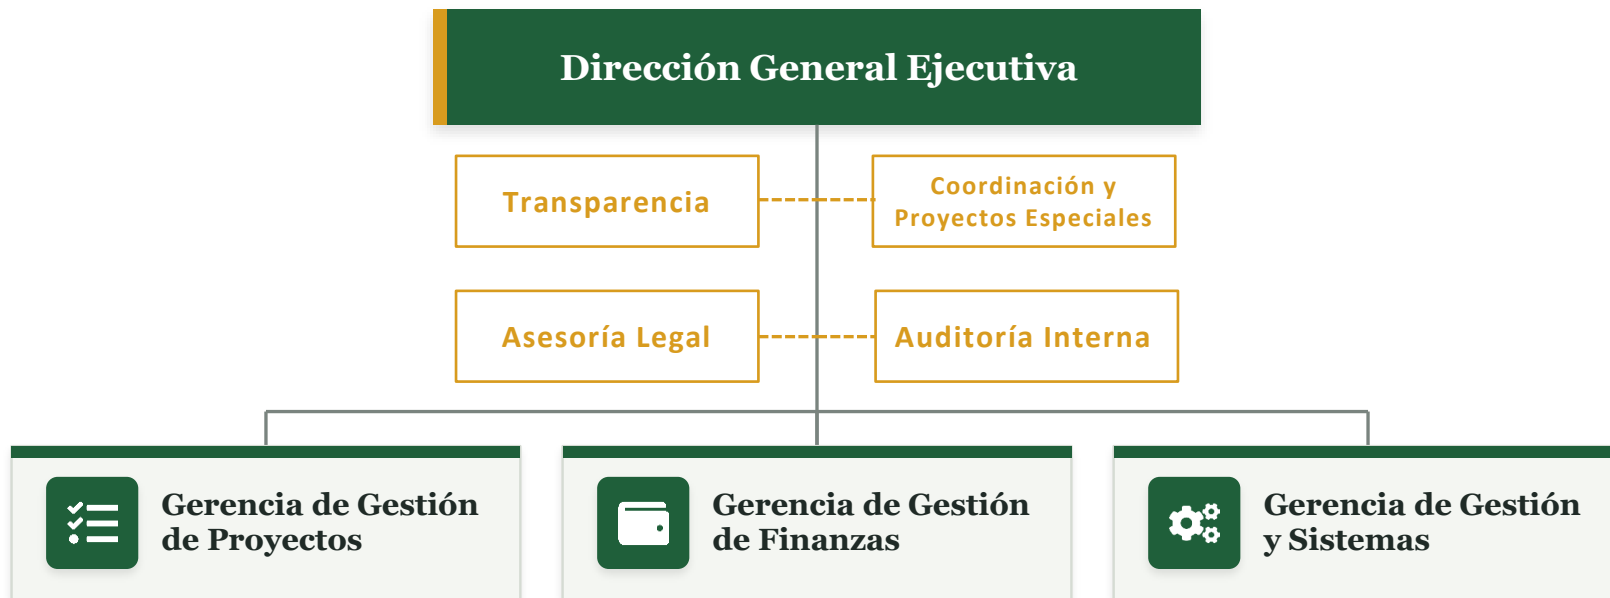 Dirección General Ejecutiva
Transparencia
Coordinación y
Proyectos Especiales
Asesoría Legal
Auditoría Interna
Gerencia de Gestión
de Proyectos
Gerencia de Gestión
de Finanzas
Gerencia de Gestión
y Sistemas